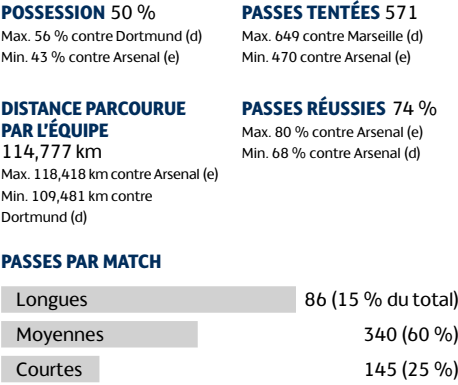 POSSESSION 50 %
Max. 56 % contre Dortmund (d)
Min. 43 % contre Arsenal (e)
PASSES TENTÉES 571
Max. 649 contre Marseille (d)
Min. 470 contre Arsenal (e)
DISTANCE PARCOURUE
PAR L'ÉQUIPE
114,777 km
Max. 118,418 km contre Arsenal (e)
Min. 109,481 km contre
Dortmund (d)
PASSES RÉUSSIES 74 %
Max. 80 % contre Arsenal (e)
Min. 68 % contre Arsenal (d)
PASSES PAR MATCH
Longues 86 (15 % du total)
Moyennes 340 (60 %)
Courtes 145 (25 %)